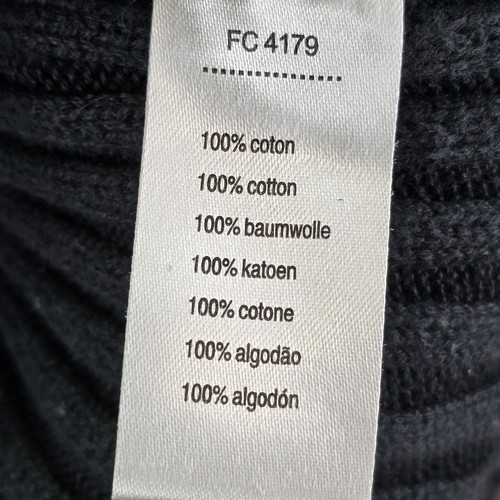 FC 4179
100% coton
100% cotton
100% baumwolle
100% katoen
100% cotone
100% algodão
100% algodón